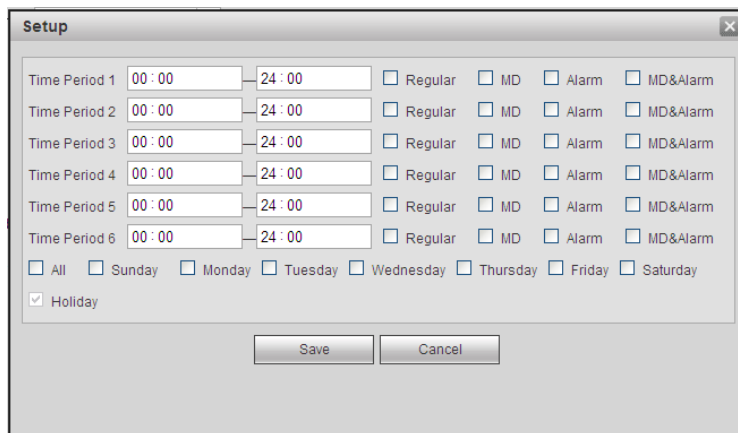 Setup
Time Period 1 00:00 — 24:00 Regular MD Alarm MD&Alarm
Time Period 2 00:00 — 24:00 Regular MD Alarm MD&Alarm
Time Period 3 00:00 — 24:00 Regular MD Alarm MD&Alarm
Time Period 4 00:00 — 24:00 Regular MD Alarm MD&Alarm
Time Period 5 00:00 — 24:00 Regular MD Alarm MD&Alarm
Time Period 6 00:00 — 24:00 Regular MD Alarm MD&Alarm
All Sunday Monday Tuesday Wednesday Thursday Friday Saturday
Holiday
Save Cancel